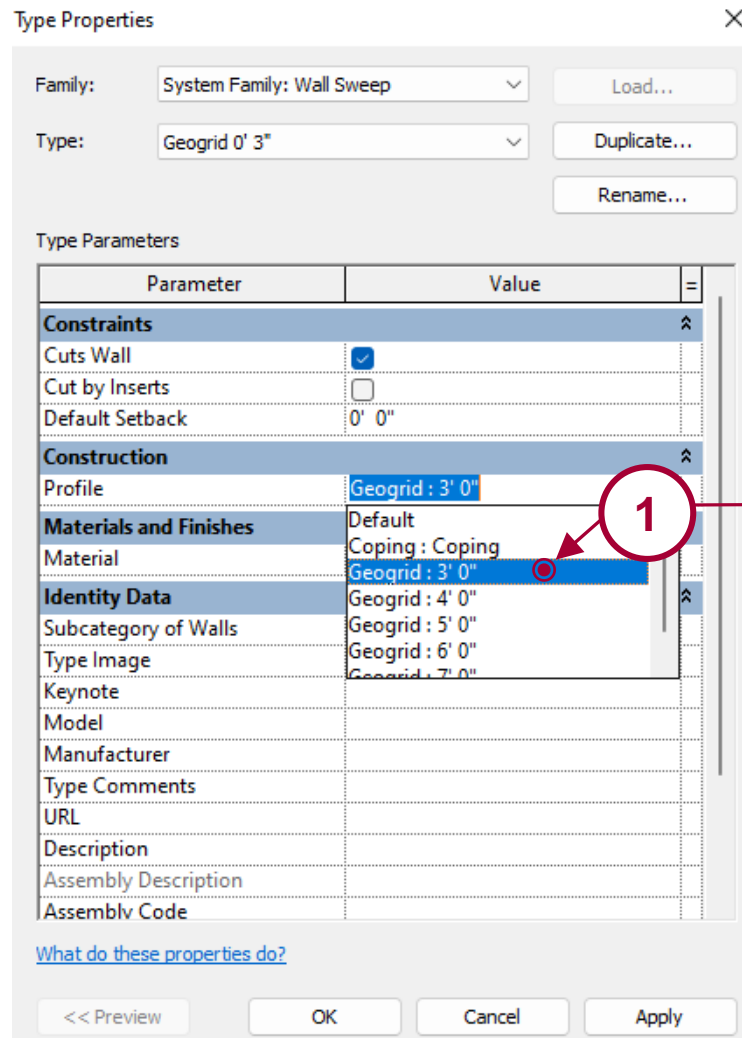 Type Properties
Family: System Family: Wall Sweep Load...
Type: Geogrid 0' 3" Duplicate...
Rename...
Type Parameters
Parameter Value =
Constraints
Cuts Wall
Cut by Inserts
Default Setback 0' 0"
Construction
Profile Geogrid : 3' 0"
1
Materials and Finishes Default
Coping : Coping
Material Geogrid : 3' 0"
Identity Data Geogrid : 4' 0"
Subcategory of Walls Geogrid : 5' 0"
Type Image Geogrid : 6' 0"
Geogrid : 7' 0"
Keynote
Model
Manufacturer
Type Comments
URL
Description
Assembly Description
Assembly Code
What do these properties do?
<< Preview OK Cancel Apply